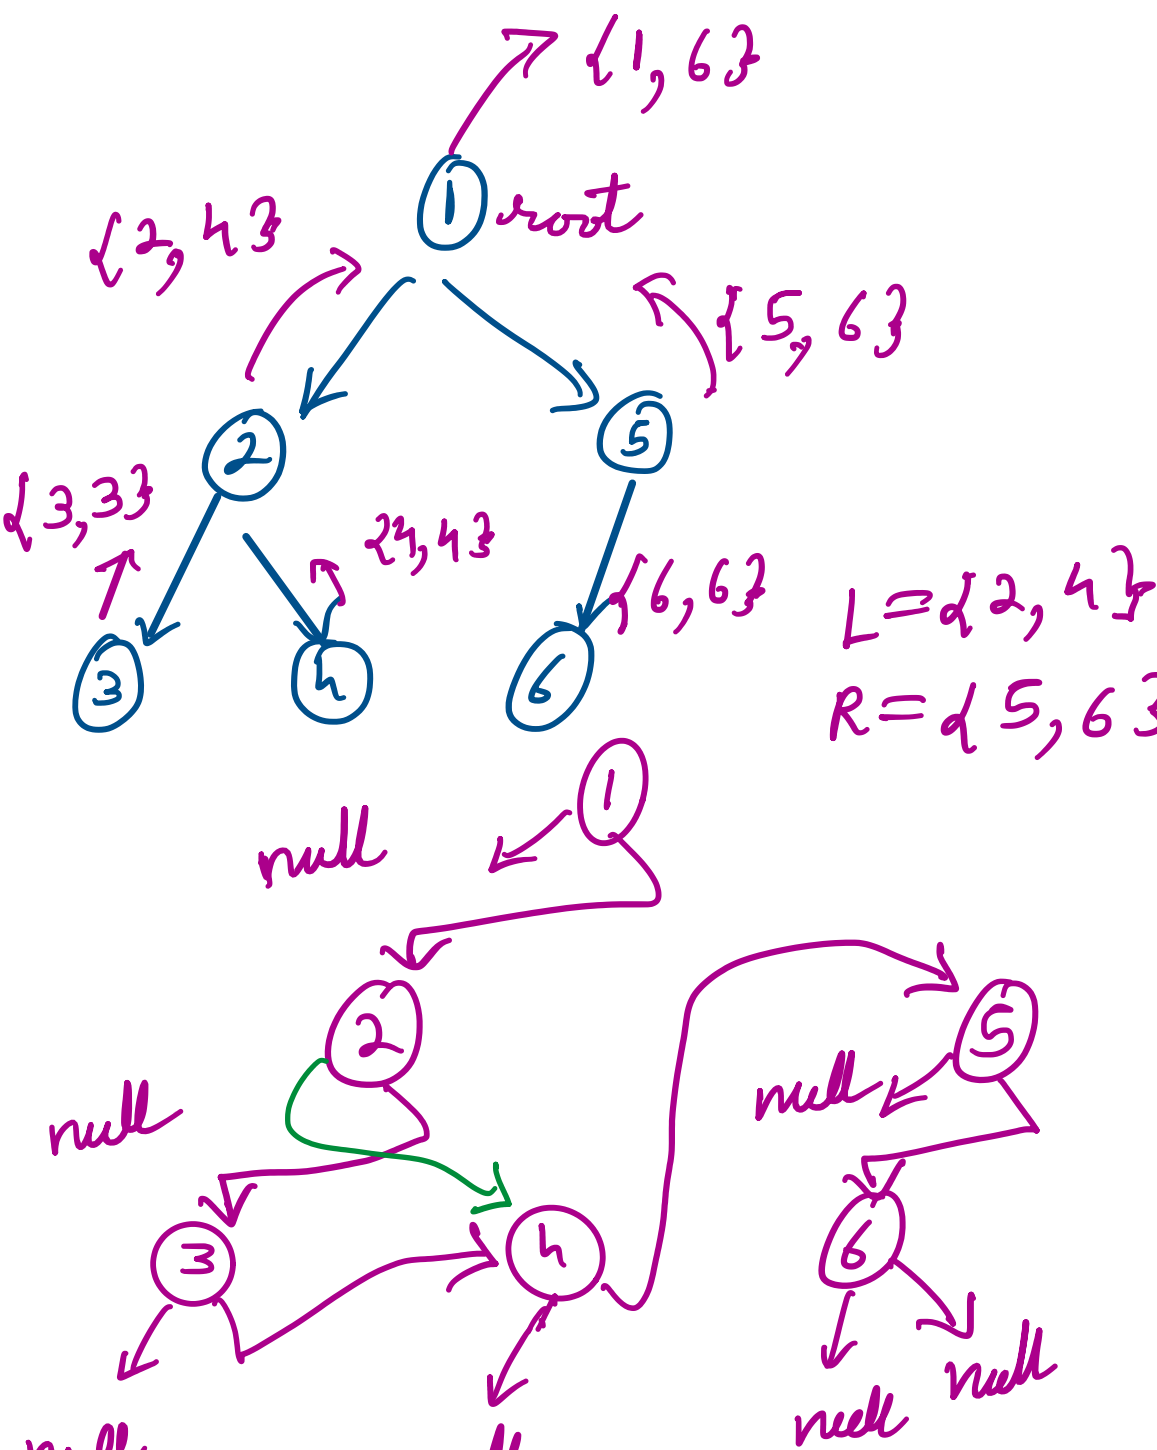 {1,6}
1 root
{2,4}
{5,6}
2
5
{3,3}
{4,4}
{6,6}
L={2,4}
3
4
6
R={5,6}
1
null
2
5
null
null
3
4
6
null
null